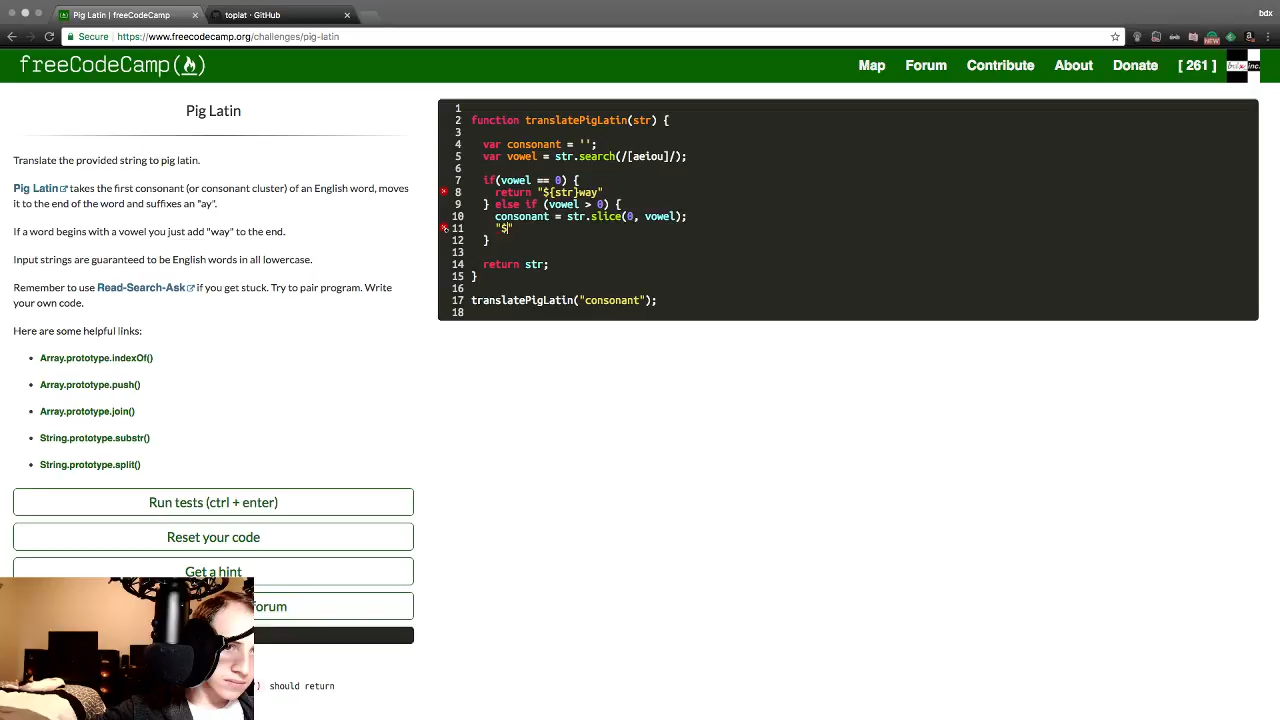 Pig Latin | freeCodeCamp
toplat · GitHub
bdx
Secure
https://www.freecodecamp.org/challenges/pig-latin
NEW
freeCodeCamp
Map
Forum
Contribute
About
Donate
[ 261 ]
Pig Latin
Translate the provided string to pig latin.
Pig Latin takes the first consonant (or consonant cluster) of an English word, moves
it to the end of the word and suffixes an "ay".
If a word begins with a vowel you just add "way" to the end.
Input strings are guaranteed to be English words in all lowercase.
Remember to use Read-Search-Ask if you get stuck. Try to pair program. Write
your own code.
Here are some helpful links:
Array.prototype.indexOf()
Array.prototype.push()
Array.prototype.join()
String.prototype.substr()
String.prototype.split()
Run tests (ctrl + enter)
Reset your code
Get a hint
forum
") should return
1
2 function translatePigLatin(str) {
3
4 var consonant = '';
5 var vowel = str.search(/[aeiou]/);
6
7 if(vowel == 0) {
8 return "${str}way"
9 } else if (vowel > 0) {
10 consonant = str.slice(0, vowel);
11 "$"
12 }
13
14 return str;
15 }
16
17 translatePigLatin("consonant");
18